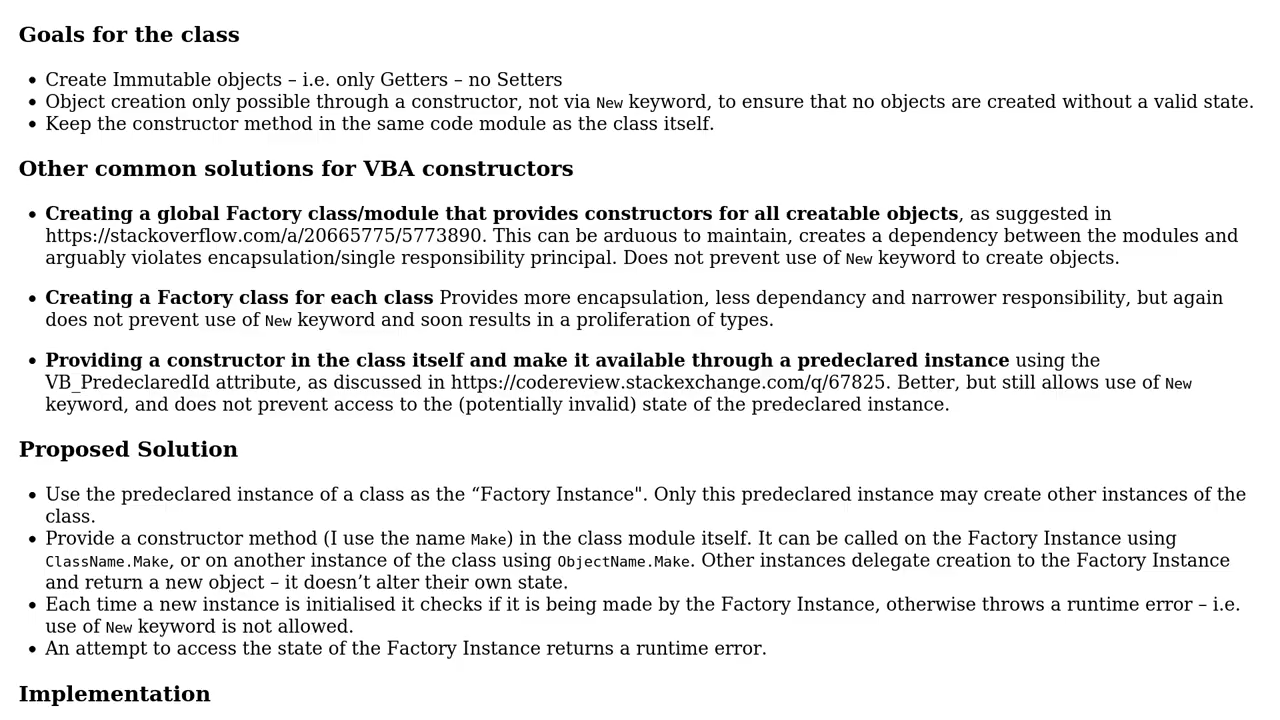 Goals for the class
• Create Immutable objects – i.e. only Getters – no Setters
• Object creation only possible through a constructor, not via New keyword, to ensure that no objects are created without a valid state.
• Keep the constructor method in the same code module as the class itself.
Other common solutions for VBA constructors
• Creating a global Factory class/module that provides constructors for all creatable objects, as suggested in
https://stackoverflow.com/a/20665775/5773890. This can be arduous to maintain, creates a dependency between the modules and
arguably violates encapsulation/single responsibility principal. Does not prevent use of New keyword to create objects.
• Creating a Factory class for each class Provides more encapsulation, less dependancy and narrower responsibility, but again
does not prevent use of New keyword and soon results in a proliferation of types.
• Providing a constructor in the class itself and make it available through a predeclared instance using the
VB_PredeclaredId attribute, as discussed in https://codereview.stackexchange.com/q/67825. Better, but still allows use of New
keyword, and does not prevent access to the (potentially invalid) state of the predeclared instance.
Proposed Solution
• Use the predeclared instance of a class as the “Factory Instance". Only this predeclared instance may create other instances of the
class.
• Provide a constructor method (I use the name Make) in the class module itself. It can be called on the Factory Instance using
ClassName.Make, or on another instance of the class using ObjectName.Make. Other instances delegate creation to the Factory Instance
and return a new object – it doesn’t alter their own state.
• Each time a new instance is initialised it checks if it is being made by the Factory Instance, otherwise throws a runtime error – i.e.
use of New keyword is not allowed.
• An attempt to access the state of the Factory Instance returns a runtime error.
Implementation